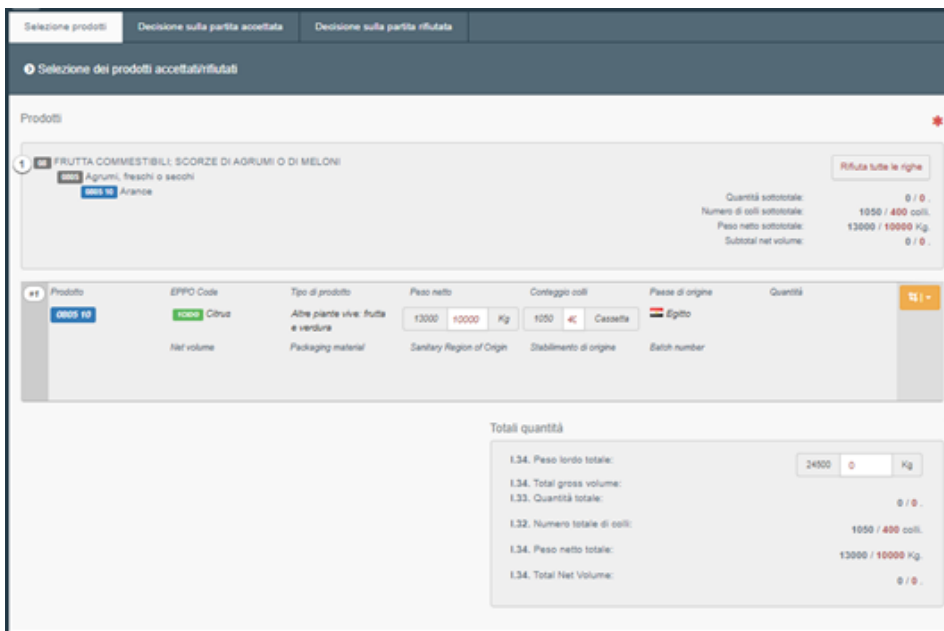 Selezione prodotti
Decisione sulla partita accettata
Decisione sulla partita rifiutata
Selezione dei prodotti accettati/rifiutati
Prodotti
1
08 FRUTTA COMMESTIBILI; SCORZE DI AGRUMI O DI MELONI
0805 Agrumi, freschi o secchi
0805 10 Arance
Rifiuta tutte le righe
Quantità sottototale: 0 / 0 .
Numero di colli sottototale: 1050 / 400 colli.
Peso netto sottototale: 13000 / 10000 Kg.
Subtotal net volume: 0 / 0 .
#1 Prodotto EPPO Code Tipo di prodotto Peso netto Conteggio colli Paese di origine Quantità
0805 10 Citrus Altre piante vive: frutta e verdura 13000 10000 Kg 1050 Cassetta Egitto
Net volume Packaging material Sanitary Region of Origin Stabilimento di origine Batch number
Totali quantità
I.34. Peso lordo totale: 24500 0 Kg
I.34. Total gross volume:
I.33. Quantità totale: 0 / 0 .
I.32. Numero totale di colli: 1050 / 400 colli.
I.34. Peso netto totale: 13000 / 10000 Kg.
I.34. Total Net Volume: 0 / 0 .